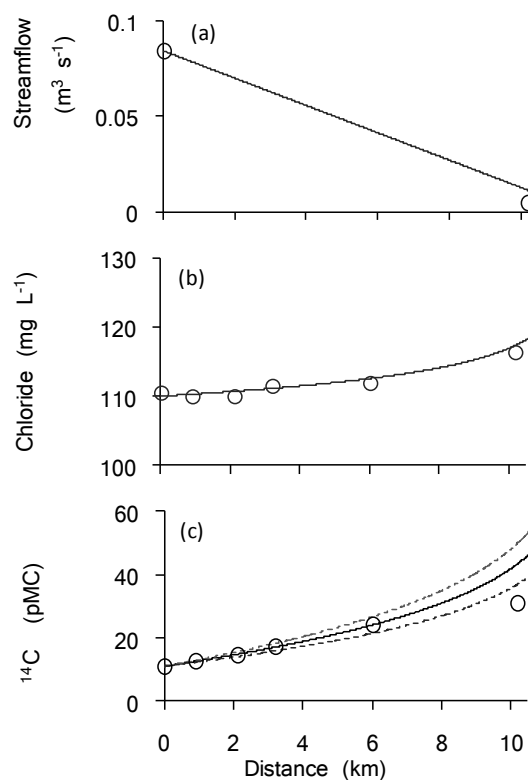 0.1
(a)
Streamflow
(m³ s⁻¹)
0.05
0
130
(b)
Chloride (mg L⁻¹)
120
110
100
60
(c)
¹⁴C (pMC)
40
20
0
0 2 4 6 8 10
Distance (km)